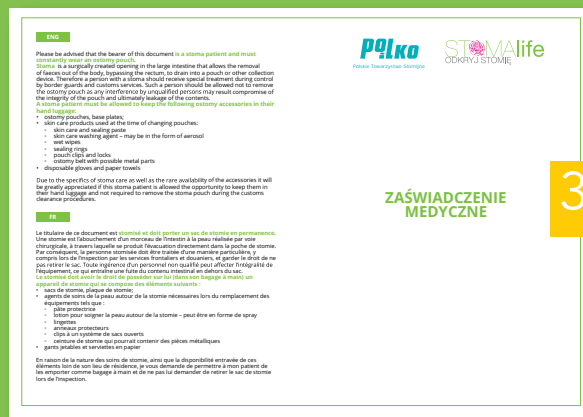 ENG
Please be advised that the bearer of this document is a stoma patient and must
constantly wear an ostomy pouch.
Stoma is a surgically created opening in the large intestine that allows the removal
of faeces out of the body, bypassing the rectum, to drain into a pouch or other collection
device. Therefore a person with a stoma should receive special treatment during control
by border guards and customs services. Such a person should be allowed not to remove
the ostomy pouch as any interference by unqualified persons may result compromise of
the integrity of the pouch and ultimately leakage of the contents.
A stoma patient must be allowed to keep the following ostomy accessories in their
hand luggage:
• ostomy pouches, base plates;
• skin care products used at the time of changing pouches:
- skin care and sealing paste
- skin care washing agent – may be in the form of aerosol
- wet wipes
- sealing rings
- pouch clips and locks
- ostomy belt with possible metal parts
• disposable gloves and paper towels
Due to the specifics of stoma care as well as the rare availability of the accessories it will
be greatly appreciated if this stoma patient is allowed the opportunity to keep them in
their hand luggage and not required to remove the stoma pouch during the customs
clearance procedures.
FR
Le titulaire de ce document est stomisé et doit porter un sac de stomie en permanence.
Une stomie est l'abouchement d'un morceau de l'intestin à la peau réalisée par voie
chirurgicale, à travers laquelle se produit l'évacuation directement dans la poche de stomie.
Par conséquent, la personne stomisée doit être traitée d'une manière particulière, y
compris lors d'inspection par les services frontaliers et douaniers, et garder le droit de ne
pas retirer le sac. Toute ingérence d'un personnel non qualifié peut affecter l'intégralité de
l'équipement, ce qui entraîne une fuite du contenu intestinal en dehors du sac.
Le stomisé doit avoir le droit de posséder sur lui (dans son bagage à main) un
appareil de stomie qui se compose des éléments suivants :
• sacs de stomie, plaque de stomie;
• agents de soins de la peau autour de la stomie nécessaires lors du remplacement des
équipements tels que :
- pâte protectrice
- lotion pour soigner la peau autour de la stomie – peut être en forme de spray
- lingettes
- anneaux protecteurs
- clips à un système de sacs ouverts
- ceinture de stomie qui pourrait contenir des pièces métalliques
• gants jetables et serviettes en papier
En raison de la nature des soins de stomie, ainsi que la disponibilité entravée de ces
éléments loin de son lieu de résidence, je vous demande de permettre à mon patient de
les emporter comme bagage à main et de ne pas lui demander de retirer le sac de stomie
lors de l'inspection.
POLko
Polskie Towarzystwo Stomijne
STOMAlife
ODKRYJ STOMIĘ
ZAŚWIADCZENIE
MEDYCZNE
3